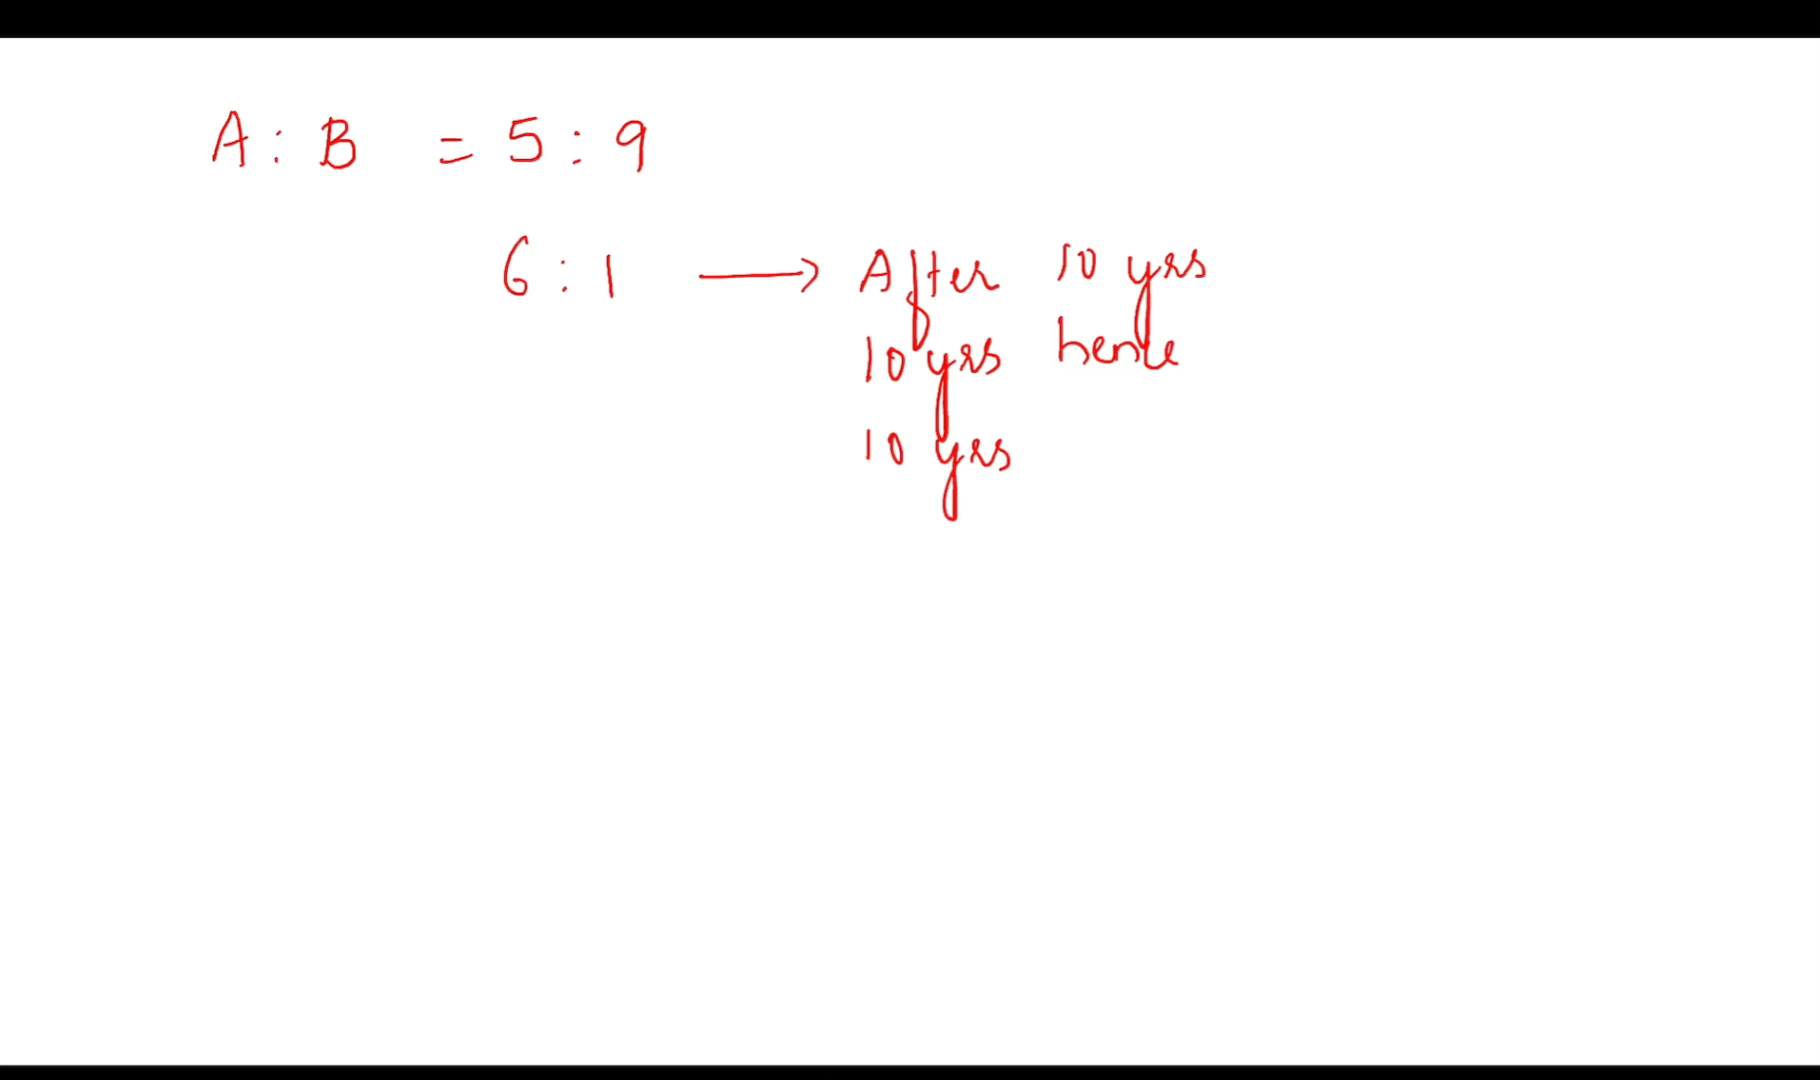 A : B = 5 : 9
6 : 1 → After 10 yrs
10 yrs hence
10 yrs